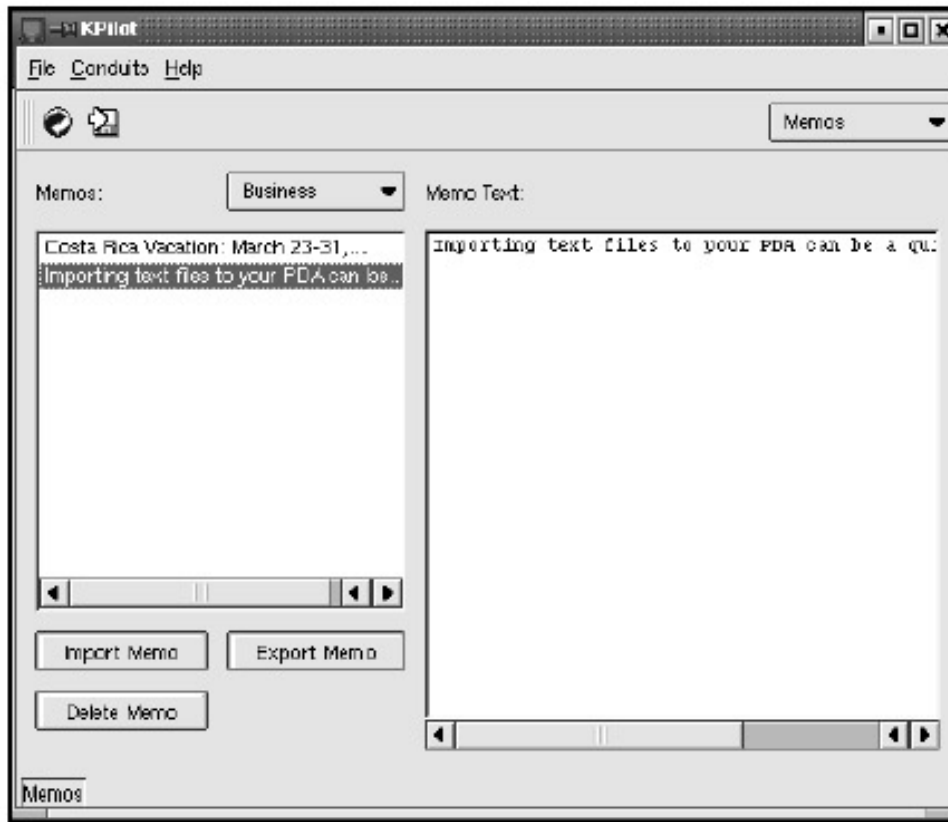 KPilot
File Conduits Help
Memos
Memos: Business Memo Text:
Costa Rica Vacation: March 23-31,...
Importing text files to your PDA can be...
Importing text files to your PDA can be a qui
Import Memo Export Memo
Delete Memo
Memos